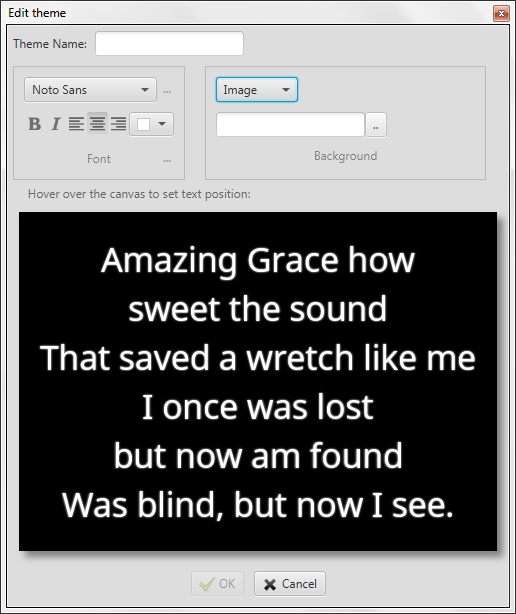 Edit theme
Theme Name:
Noto Sans
...
B I
Font
...
Image
..
Background
Hover over the canvas to set text position:
Amazing Grace how
sweet the sound
That saved a wretch like me
I once was lost
but now am found
Was blind, but now I see.
OK
Cancel